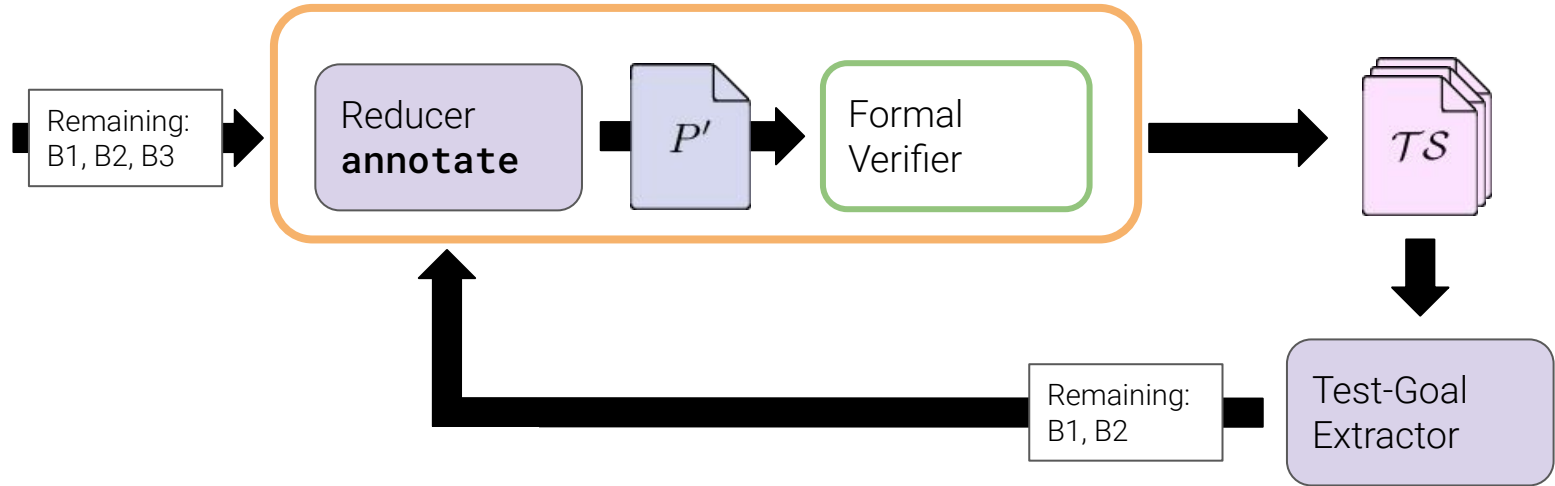 Remaining:
B1, B2, B3
Reducer
annotate
P′
Formal
Verifier
𝒯𝒮
Remaining:
B1, B2
Test-Goal
Extractor